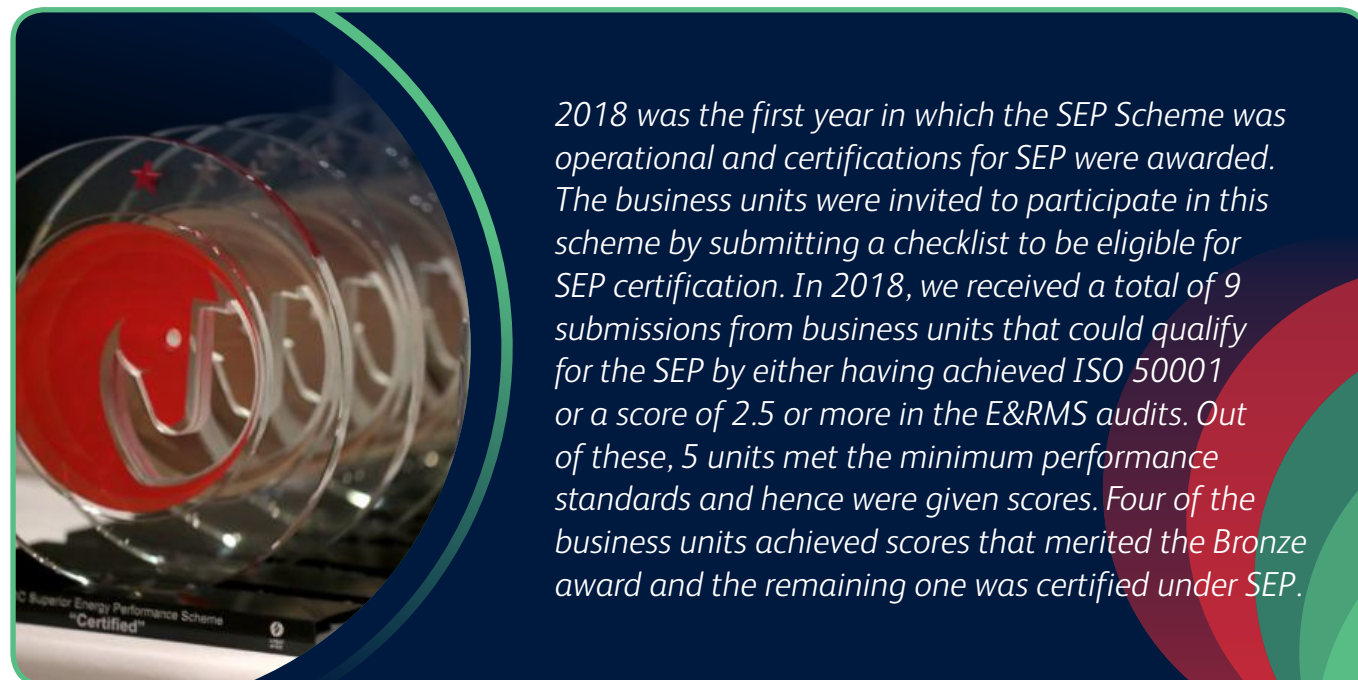 2018 was the first year in which the SEP Scheme was
operational and certifications for SEP were awarded.
The business units were invited to participate in this
scheme by submitting a checklist to be eligible for
SEP certification. In 2018, we received a total of 9
submissions from business units that could qualify
for the SEP by either having achieved ISO 50001
or a score of 2.5 or more in the E&RMS audits. Out
of these, 5 units met the minimum performance
standards and hence were given scores. Four of the
business units achieved scores that merited the Bronze
award and the remaining one was certified under SEP.
Superior Energy Performance Scheme
"Certified"